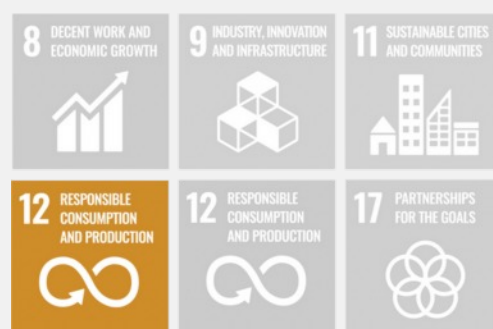 8 DECENT WORK AND
ECONOMIC GROWTH
9 INDUSTRY, INNOVATION
AND INFRASTRUCTURE
11 SUSTAINABLE CITIES
AND COMMUNITIES
12 RESPONSIBLE
CONSUMPTION
AND PRODUCTION
12 RESPONSIBLE
CONSUMPTION
AND PRODUCTION
17 PARTNERSHIPS
FOR THE GOALS